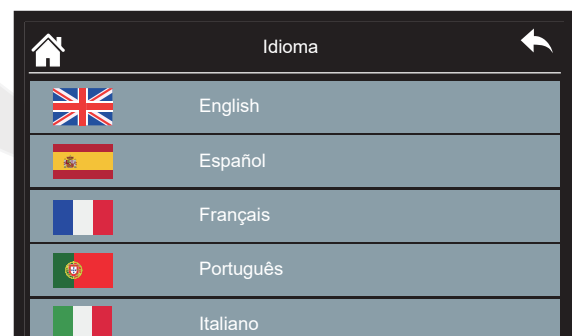 Idioma
English
Español
Français
Português
Italiano